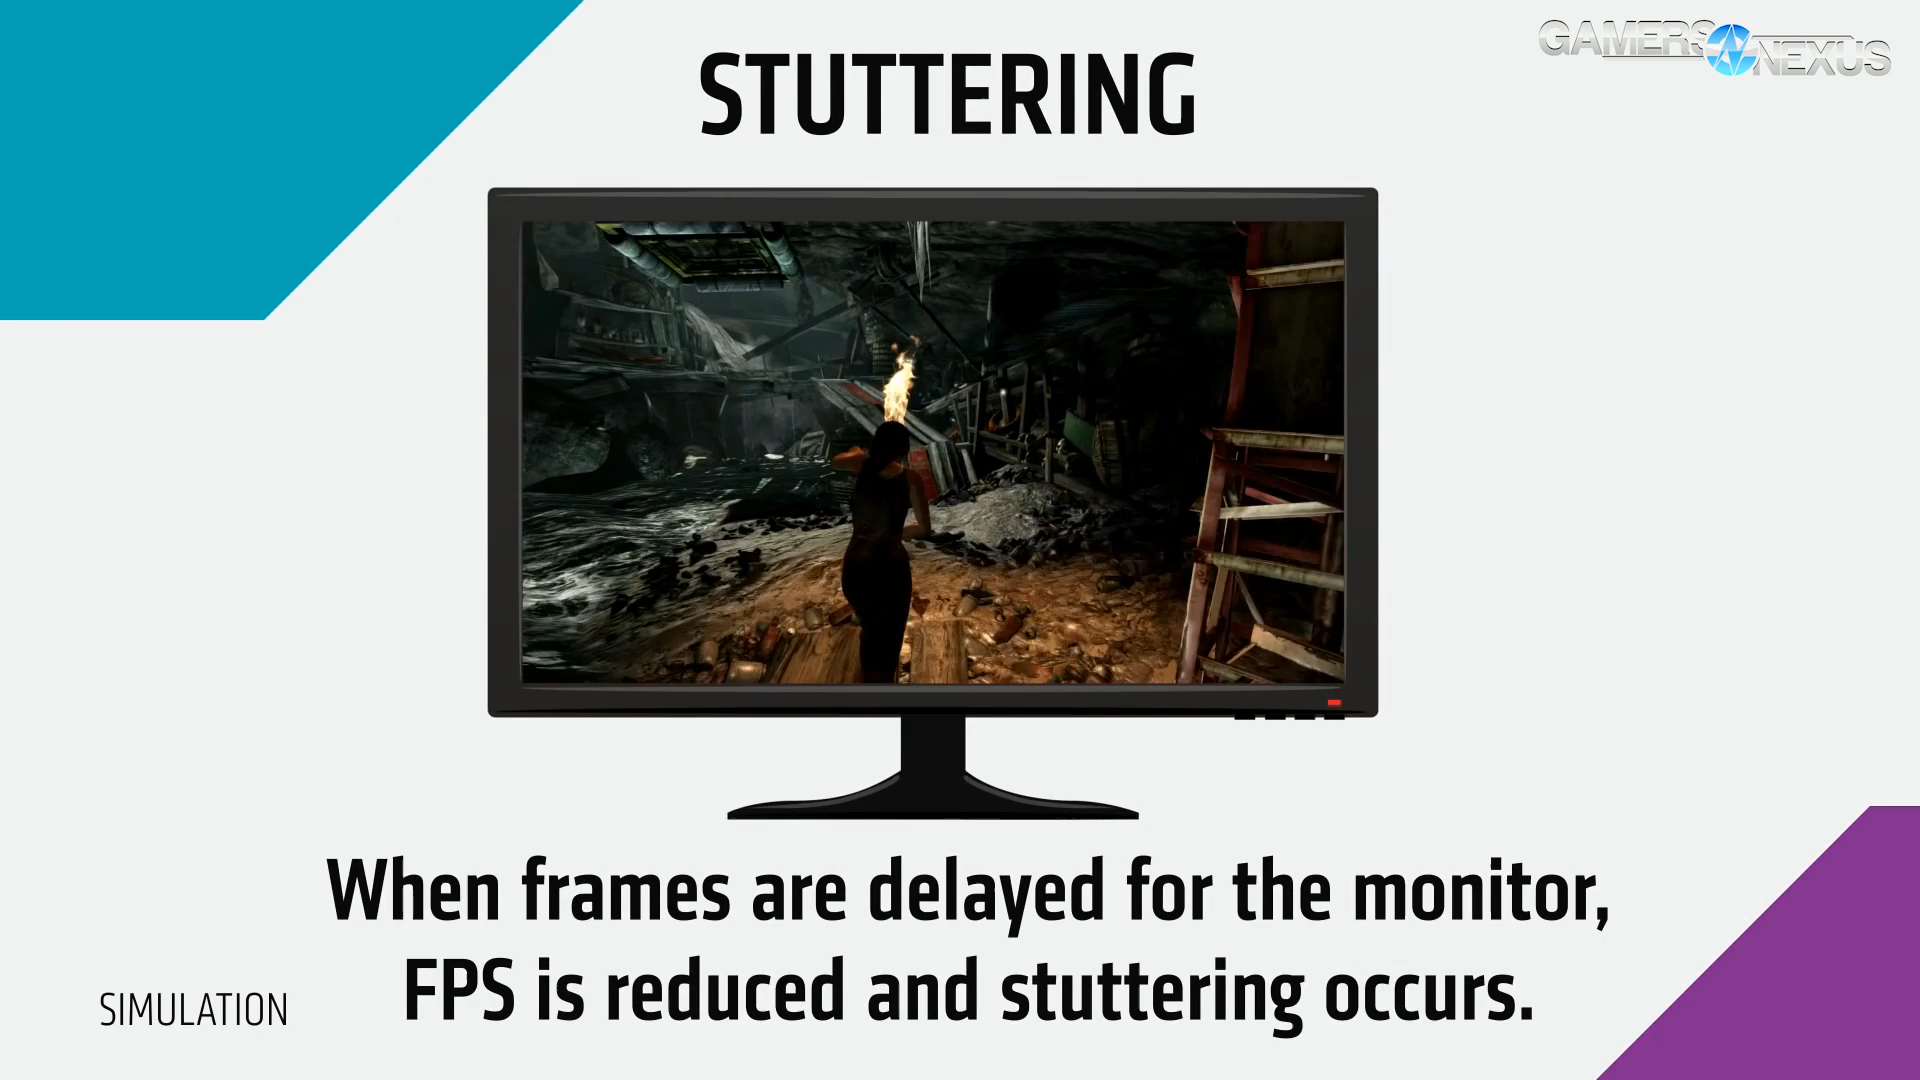 GAMERS NEXUS
STUTTERING
When frames are delayed for the monitor,
FPS is reduced and stuttering occurs.
SIMULATION